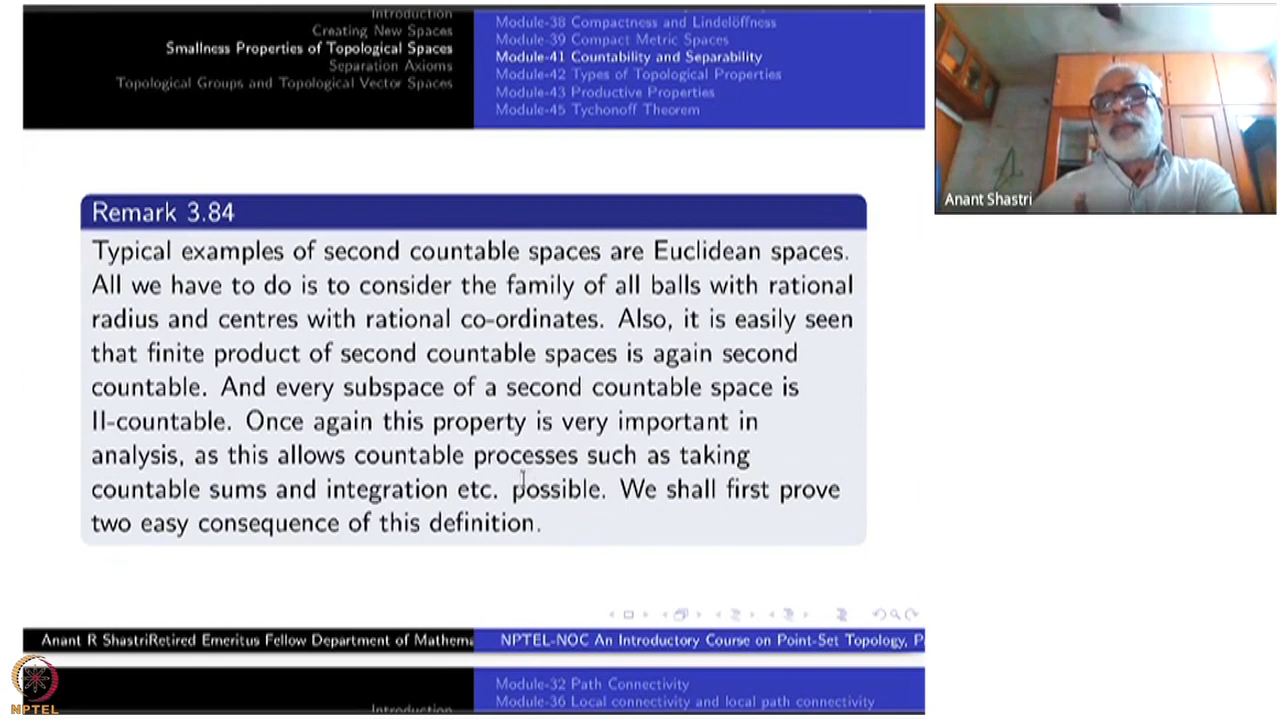 Introduction
Creating New Spaces
Smallness Properties of Topological Spaces
Separation Axioms
Topological Groups and Topological Vector Spaces
Module-38 Compactness and Lindelöffness
Module-39 Compact Metric Spaces
Module-41 Countability and Separability
Module-42 Types of Topological Properties
Module-43 Productive Properties
Module-45 Tychonoff Theorem
Anant Shastri
Remark 3.84
Typical examples of second countable spaces are Euclidean spaces.
All we have to do is to consider the family of all balls with rational
radius and centres with rational co-ordinates. Also, it is easily seen
that finite product of second countable spaces is again second
countable. And every subspace of a second countable space is
II-countable. Once again this property is very important in
analysis, as this allows countable processes such as taking
countable sums and integration etc. possible. We shall first prove
two easy consequence of this definition.
Anant R ShastriRetired Emeritus Fellow Department of Mathema
NPTEL-NOC An Introductory Course on Point-Set Topology, P
Module-32 Path Connectivity
Module-36 Local connectivity and local path connectivity
Introduction
NPTEL